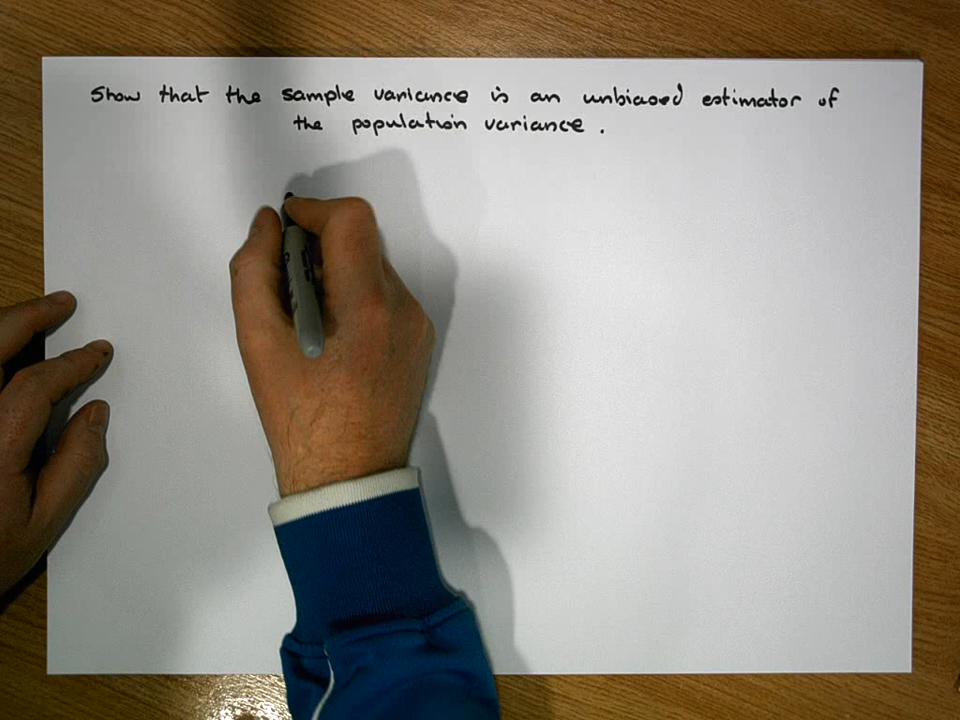 Show that the sample variance is an unbiased estimator of
the population variance.